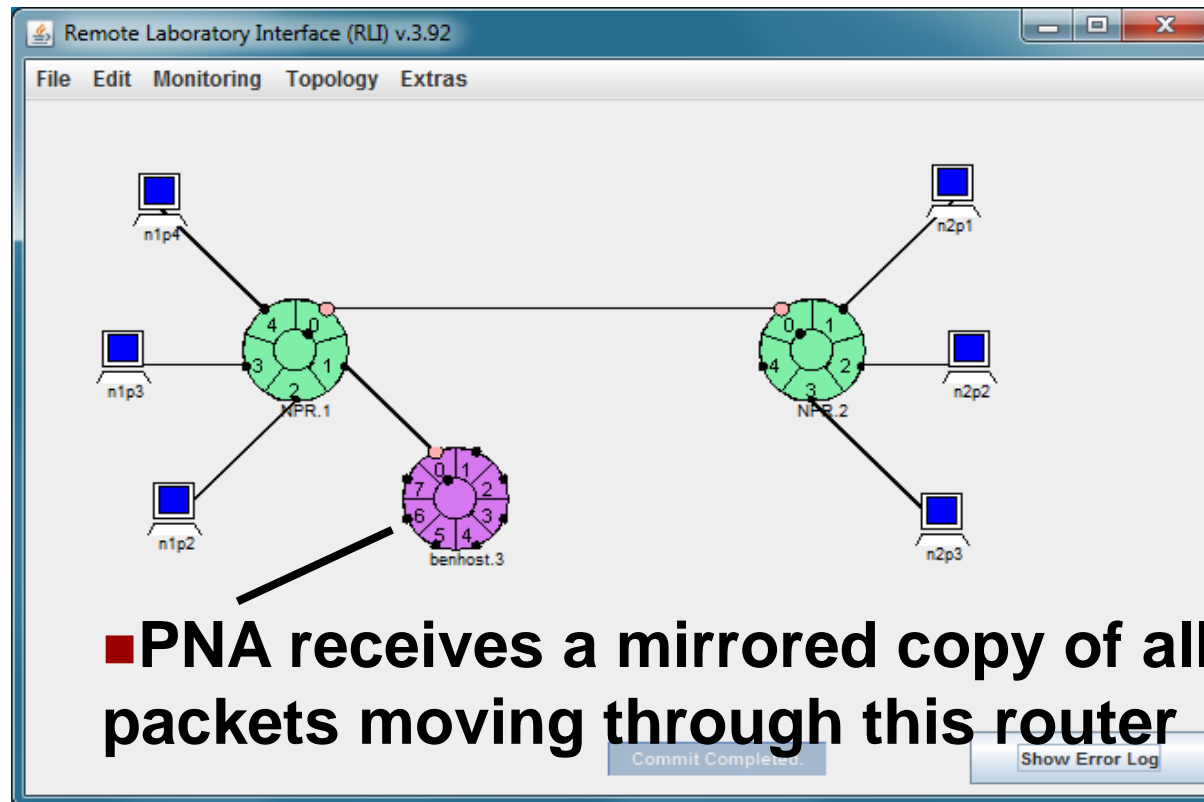 Remote Laboratory Interface (RLI) v.3.92
File Edit Monitoring Topology Extras
n1p4
n2p1
4 0
3 1
2
NPR.1
0 1
4 2
3
NPR.2
n1p3
n2p2
0 1
7 2
6 3
5 4
benhost.3
n1p2
n2p3
■PNA receives a mirrored copy of all
packets moving through this router
Commit Completed.
Show Error Log